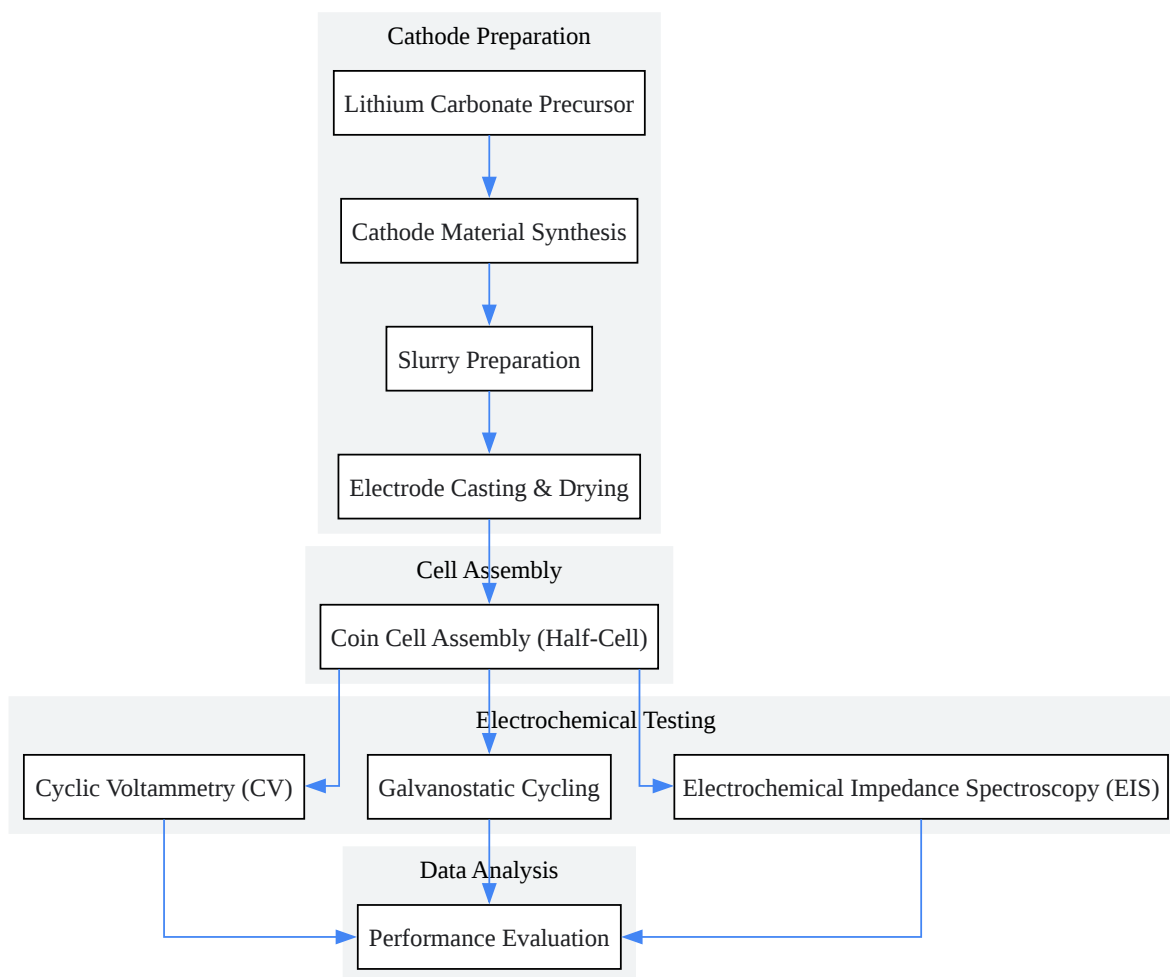 Cathode Preparation
Lithium Carbonate Precursor
Cathode Material Synthesis
Slurry Preparation
Electrode Casting & Drying
Cell Assembly
Coin Cell Assembly (Half-Cell)
Electrochemical Testing
Cyclic Voltammetry (CV)
Galvanostatic Cycling
Electrochemical Impedance Spectroscopy (EIS)
Data Analysis
Performance Evaluation